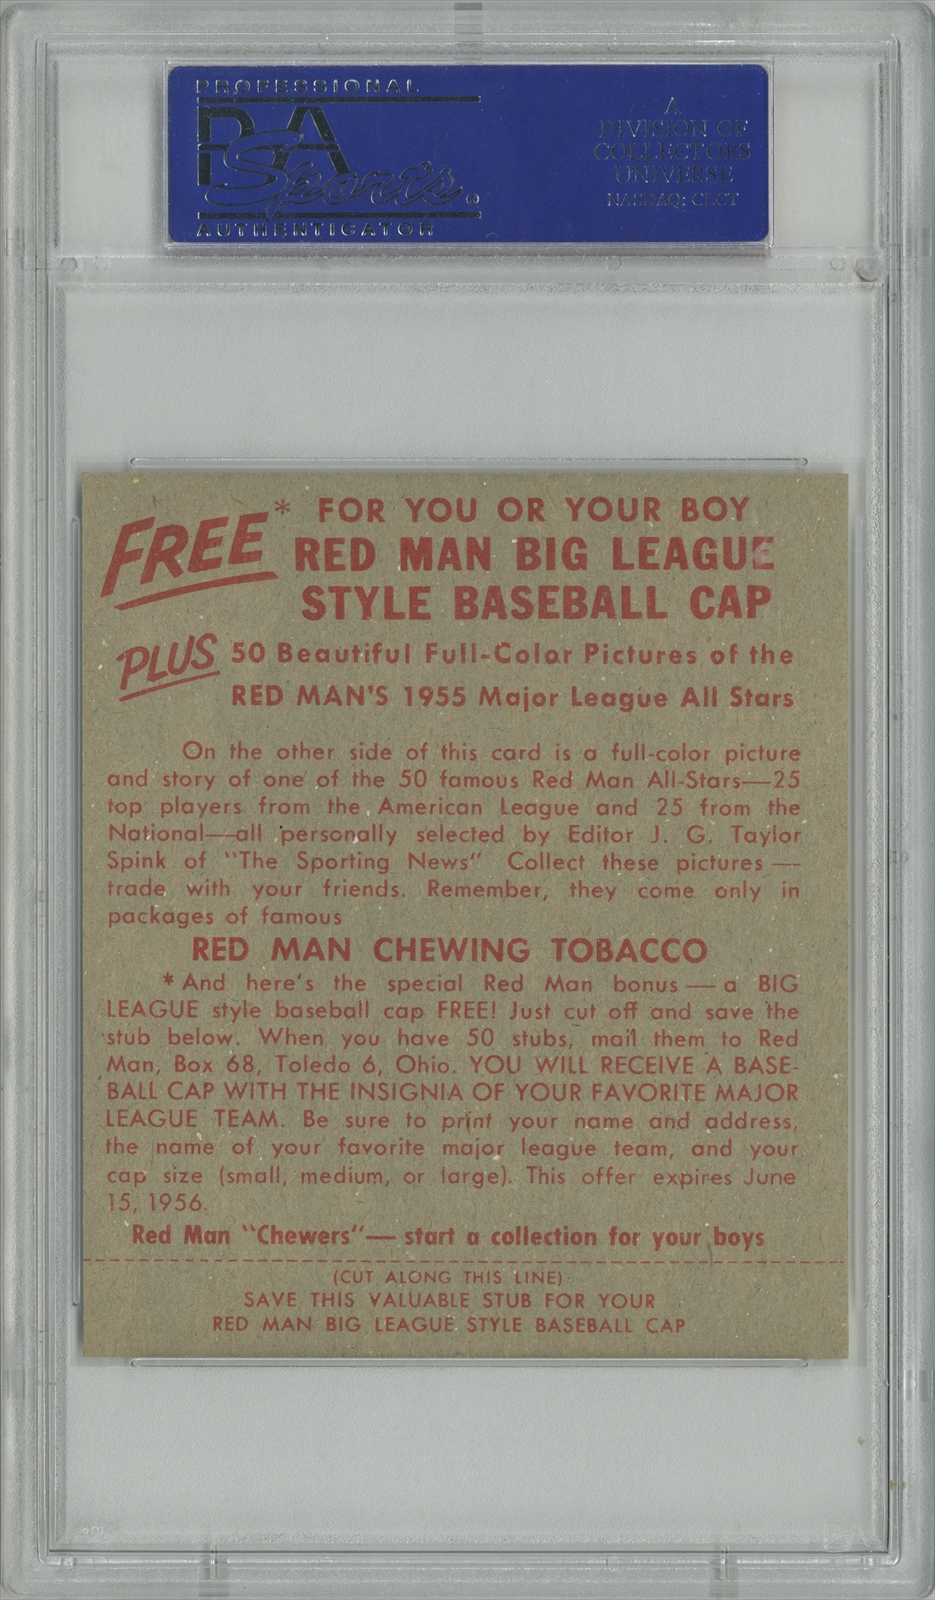 PROFESSIONAL
PSA
Sports
AUTHENTICATOR
A
DIVISION OF
COLLECTORS
UNIVERSE
NASDAQ: CLCT
FREE* FOR YOU OR YOUR BOY
RED MAN BIG LEAGUE
STYLE BASEBALL CAP
PLUS 50 Beautiful Full-Color Pictures of the
RED MAN'S 1955 Major League All Stars
On the other side of this card is a full-color picture
and story of one of the 50 famous Red Man All-Stars—25
top players from the American League and 25 from the
National—all personally selected by Editor J. G. Taylor
Spink of "The Sporting News" Collect these pictures —
trade with your friends. Remember, they come only in
packages of famous
RED MAN CHEWING TOBACCO
*And here's the special Red Man bonus — a BIG
LEAGUE style baseball cap FREE! Just cut off and save the
stub below. When you have 50 stubs, mail them to Red
Man, Box 68, Toledo 6, Ohio. YOU WILL RECEIVE A BASE-
BALL CAP WITH THE INSIGNIA OF YOUR FAVORITE MAJOR
LEAGUE TEAM. Be sure to print your name and address,
the name of your favorite major league team, and your
cap size (small, medium, or large). This offer expires June
15, 1956.
Red Man "Chewers"— start a collection for your boys
(CUT ALONG THIS LINE)
SAVE THIS VALUABLE STUB FOR YOUR
RED MAN BIG LEAGUE STYLE BASEBALL CAP